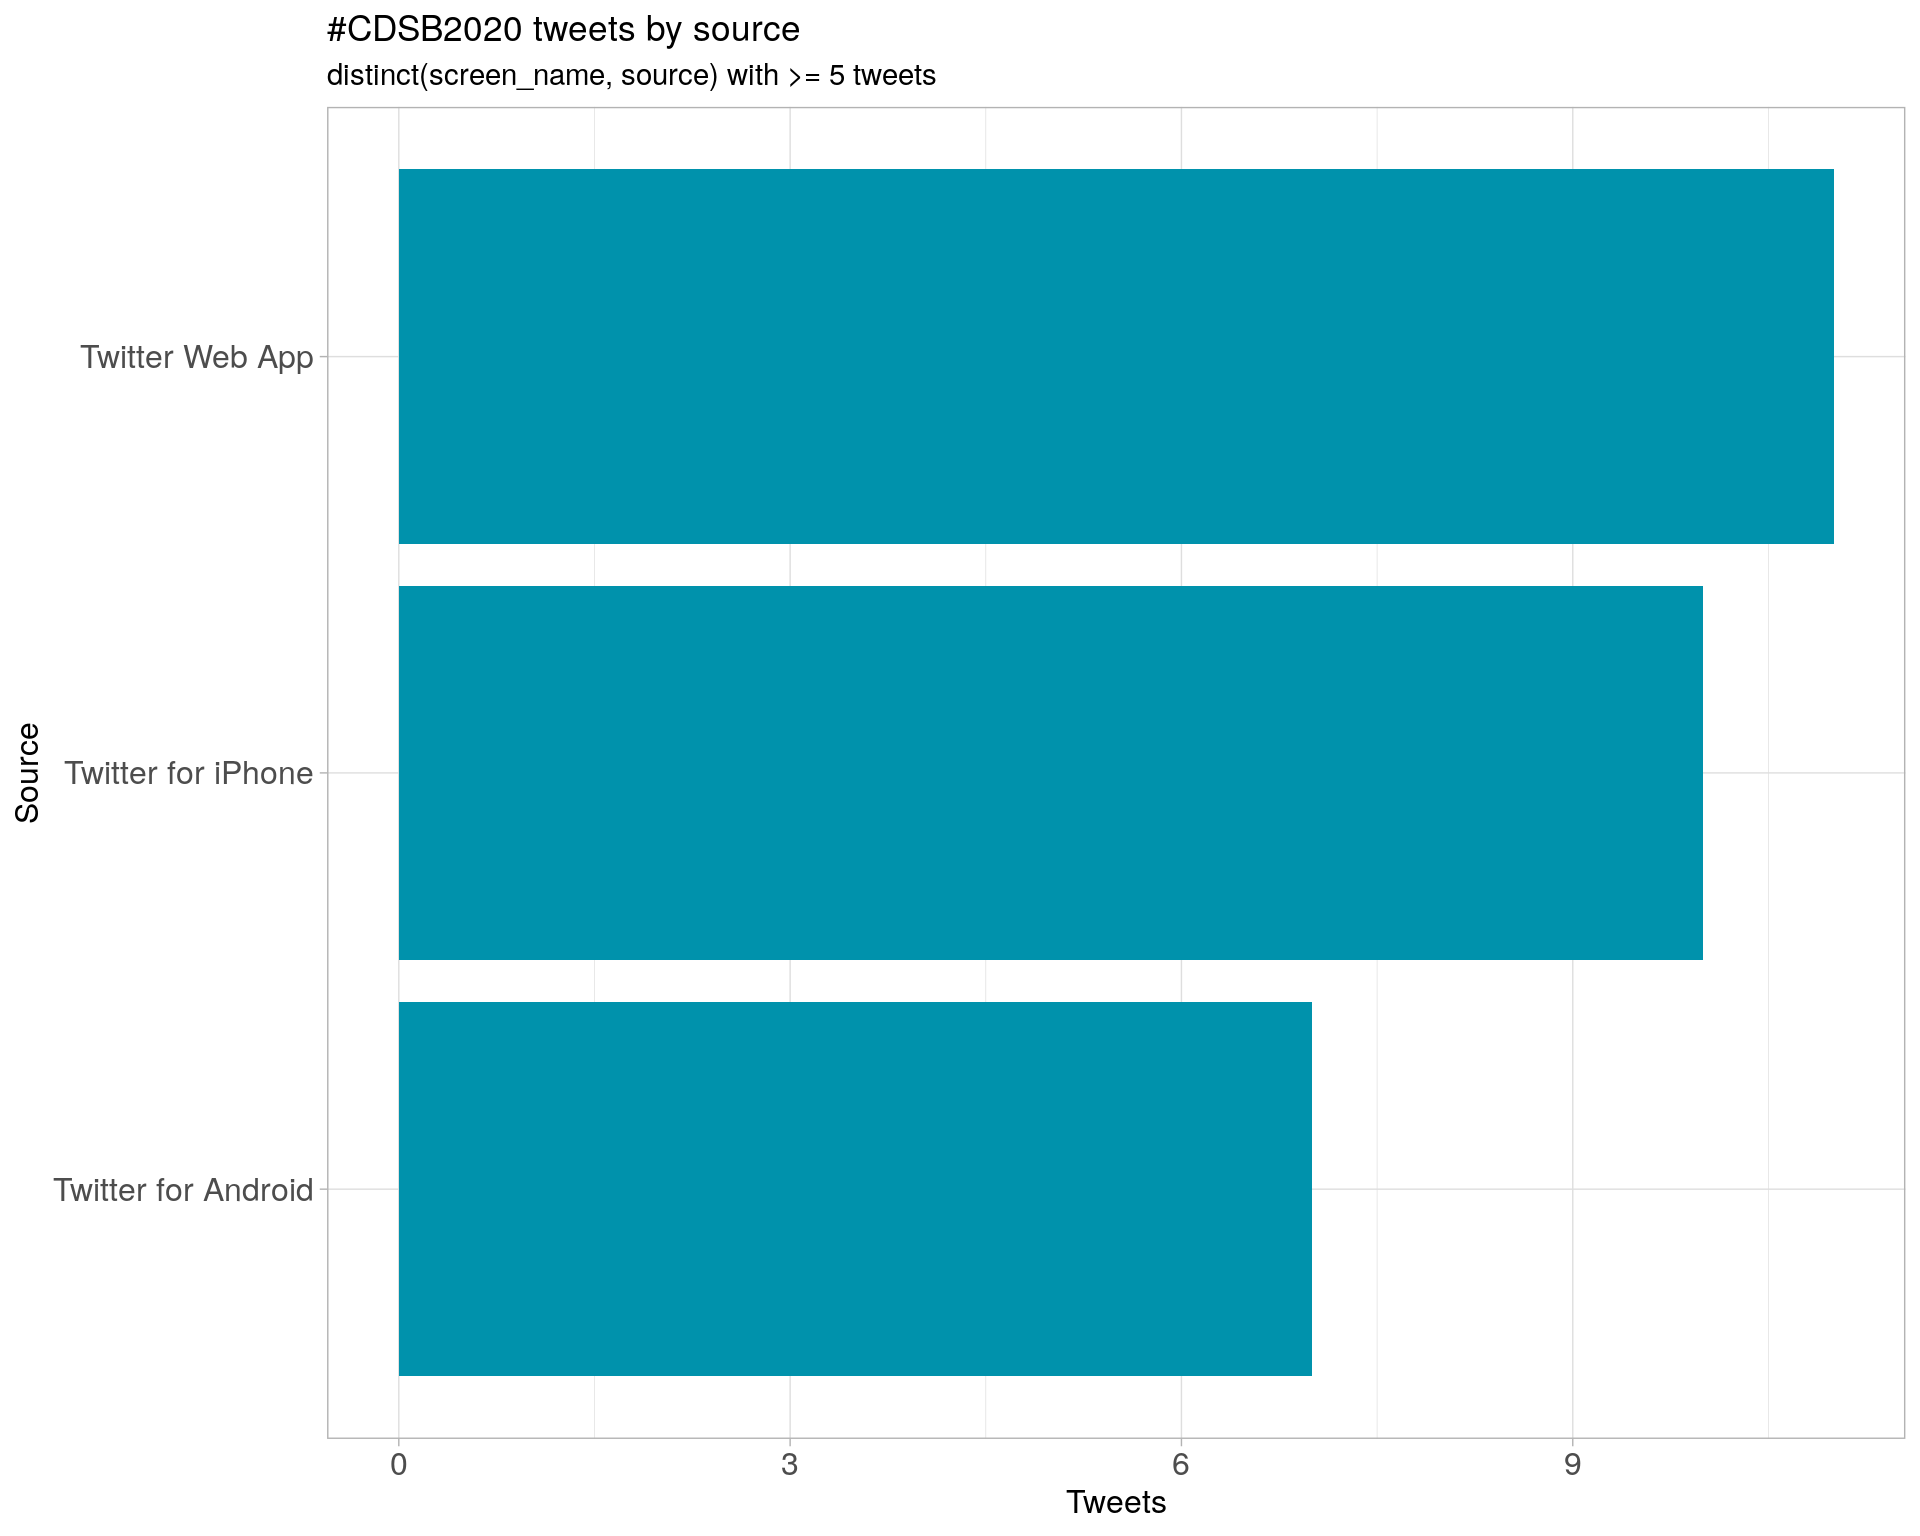 #CDSB2020 tweets by source
distinct(screen_name, source) with >= 5 tweets
Source
Twitter Web App
Twitter for iPhone
Twitter for Android
0 3 6 9
Tweets